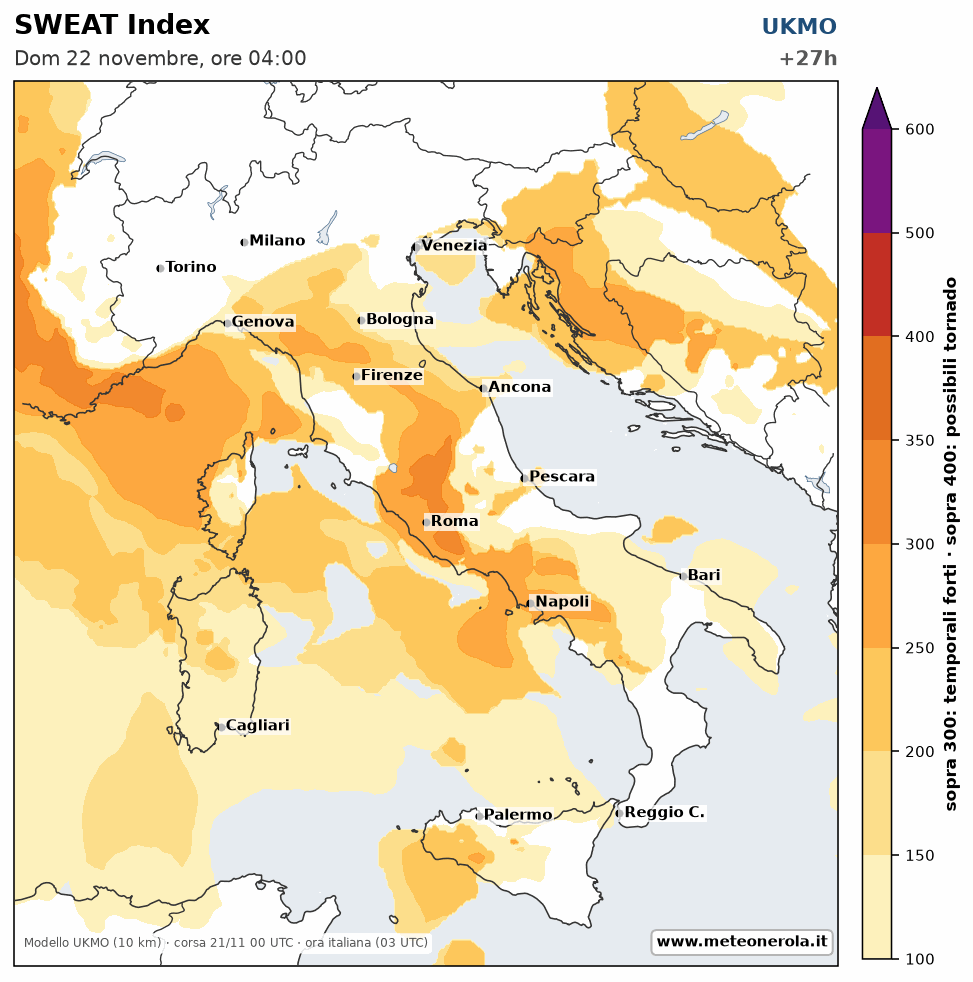 SWEAT Index
UKMO
Dom 22 novembre, ore 04:00
+27h
600
500
400
350
300
250
200
150
100
sopra 300: temporali forti · sopra 400: possibili tornado
Milano
Venezia
Torino
Genova
Bologna
Firenze
Ancona
Pescara
Roma
Bari
Napoli
Cagliari
Palermo
Reggio C.
Modello UKMO (10 km) · corsa 21/11 00 UTC · ora italiana (03 UTC)
www.meteonerola.it